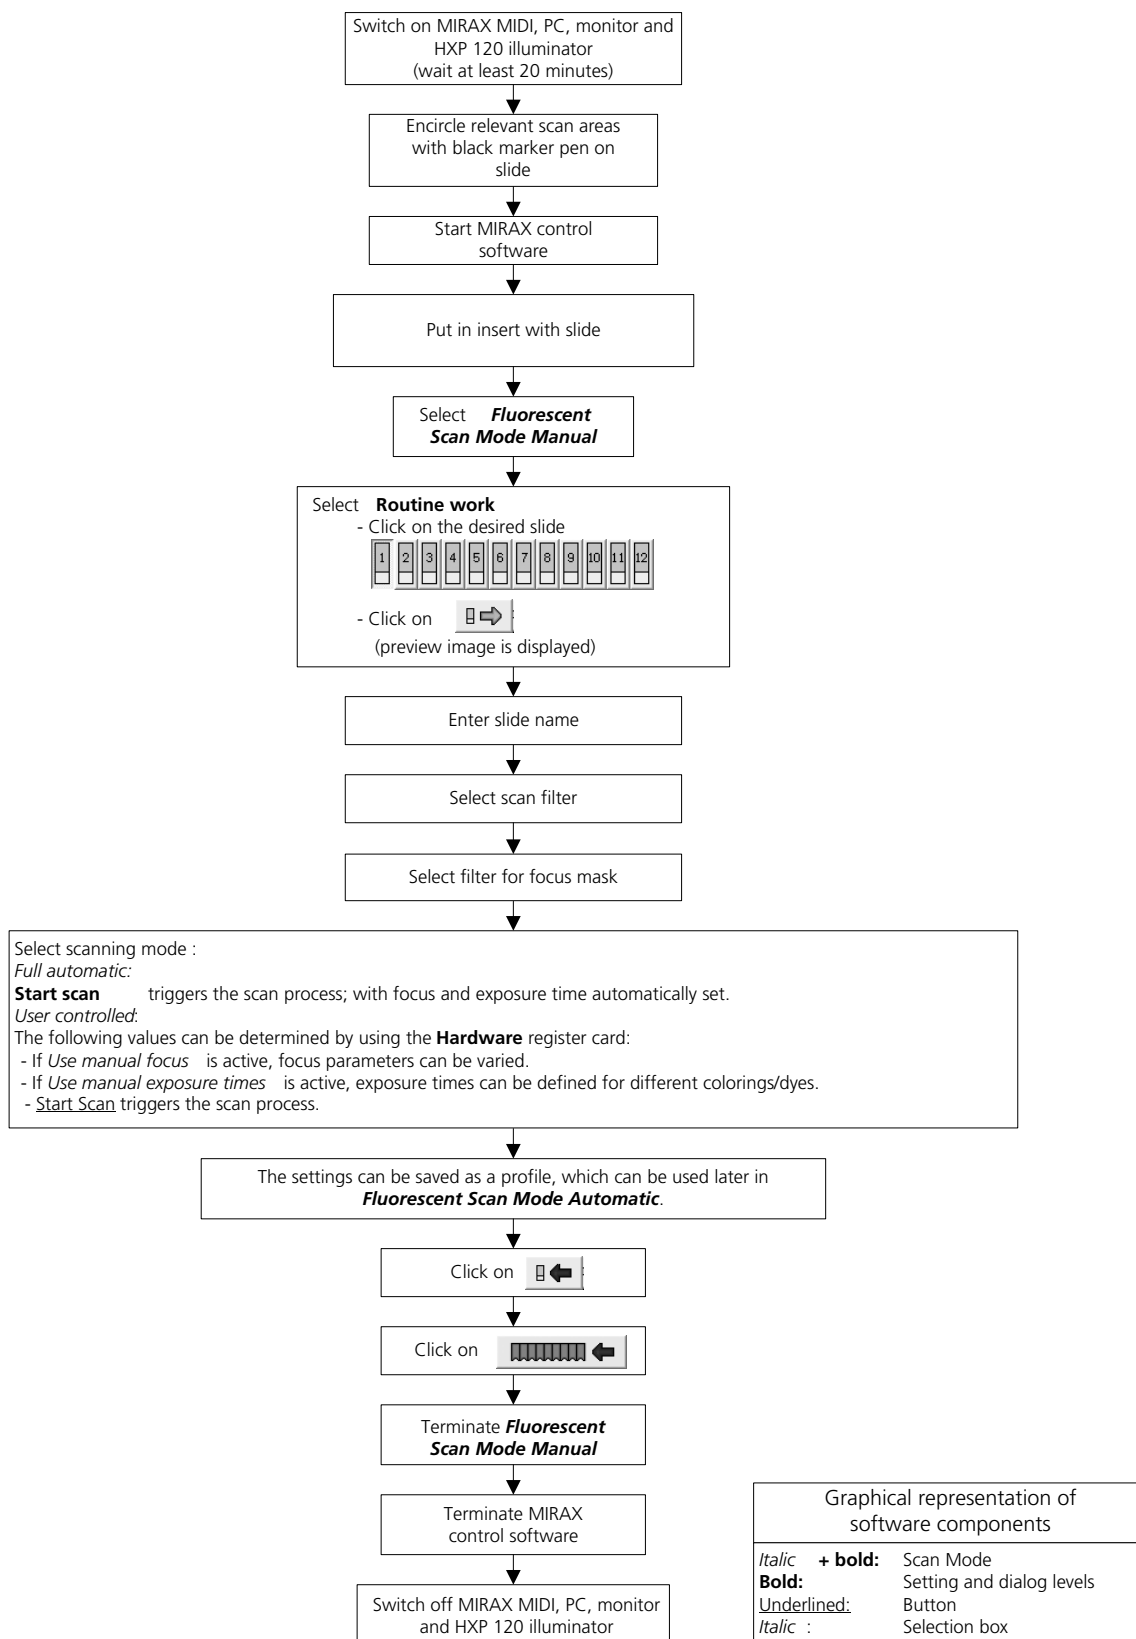 Switch on MIRAX MIDI, PC, monitor and
HXP 120 illuminator
(wait at least 20 minutes)
Encircle relevant scan areas
with black marker pen on
slide
Start MIRAX control
software
Put in insert with slide
Select Fluorescent
Scan Mode Manual
Select Routine work
- Click on the desired slide
1 2 3 4 5 6 7 8 9 10 11 12
- Click on
(preview image is displayed)
Enter slide name
Select scan filter
Select filter for focus mask
Select scanning mode :
Full automatic:
Start scan triggers the scan process; with focus and exposure time automatically set.
User controlled:
The following values can be determined by using the Hardware register card:
- If Use manual focus is active, focus parameters can be varied.
- If Use manual exposure times is active, exposure times can be defined for different colorings/dyes.
- Start Scan triggers the scan process.
The settings can be saved as a profile, which can be used later in
Fluorescent Scan Mode Automatic.
Click on
Click on
Terminate Fluorescent
Scan Mode Manual
Terminate MIRAX
control software
Switch off MIRAX MIDI, PC, monitor
and HXP 120 illuminator
Graphical representation of
software components
Italic + bold: Scan Mode
Bold: Setting and dialog levels
Underlined: Button
Italic : Selection box